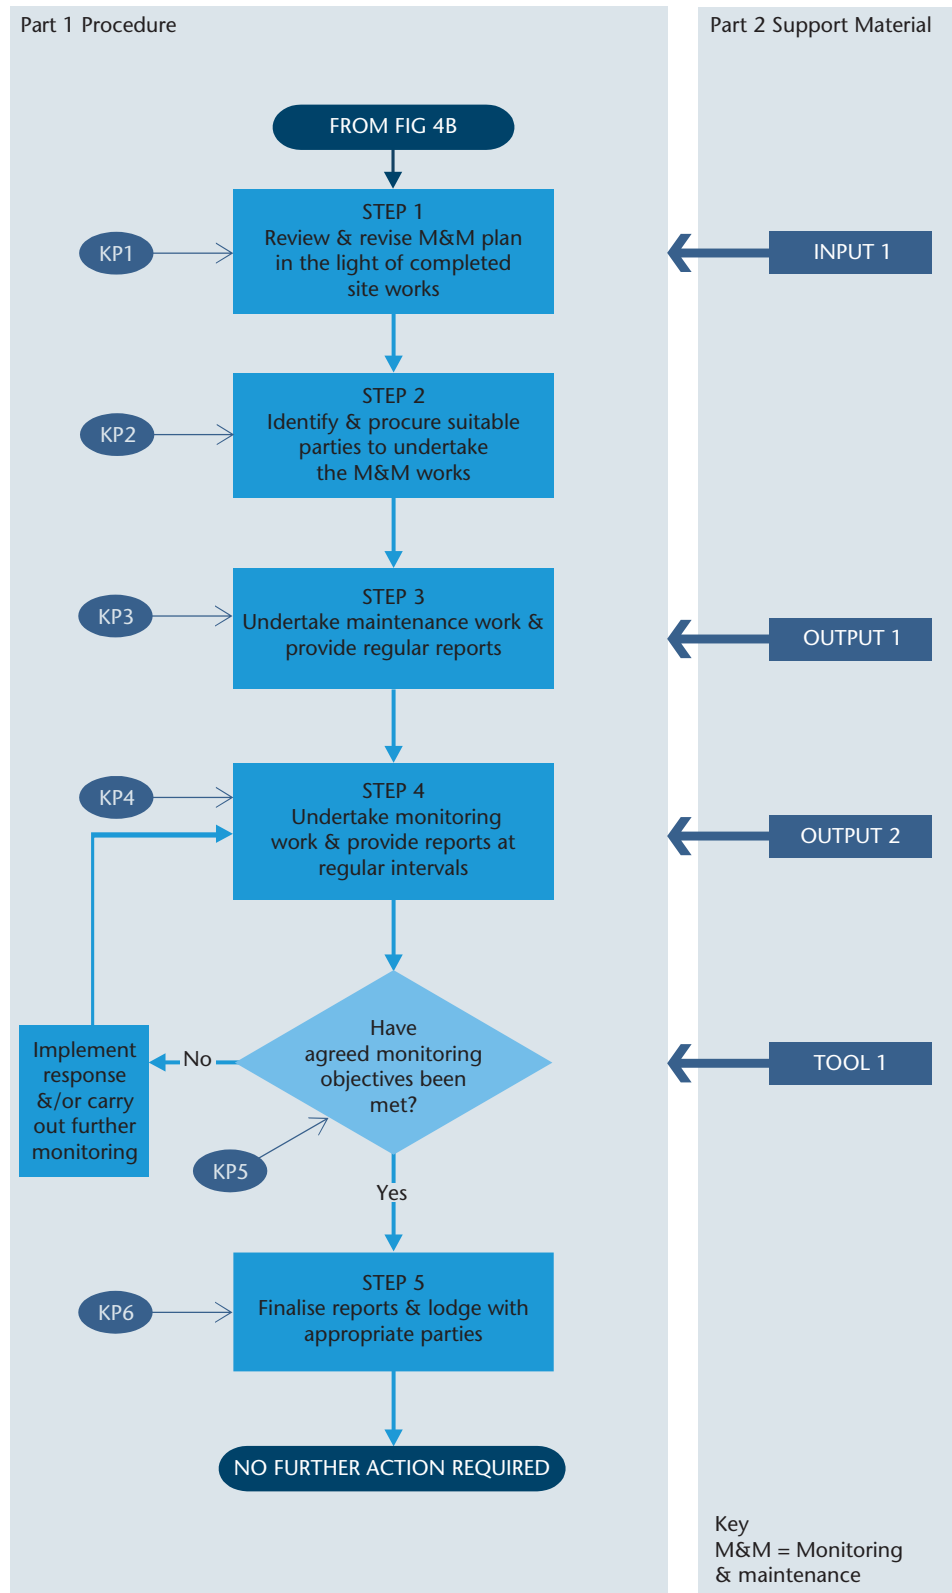 Part 1 Procedure
Part 2 Support Material
FROM FIG 4B
KP1
STEP 1
Review & revise M&M plan
in the light of completed
site works
INPUT 1
KP2
STEP 2
Identify & procure suitable
parties to undertake
the M&M works
KP3
STEP 3
Undertake maintenance work &
provide regular reports
OUTPUT 1
KP4
STEP 4
Undertake monitoring
work & provide reports at
regular intervals
OUTPUT 2
Have
agreed monitoring
objectives been
met?
TOOL 1
No
Implement
response
&/or carry
out further
monitoring
KP5
Yes
KP6
STEP 5
Finalise reports & lodge with
appropriate parties
NO FURTHER ACTION REQUIRED
Key
M&M = Monitoring
& maintenance